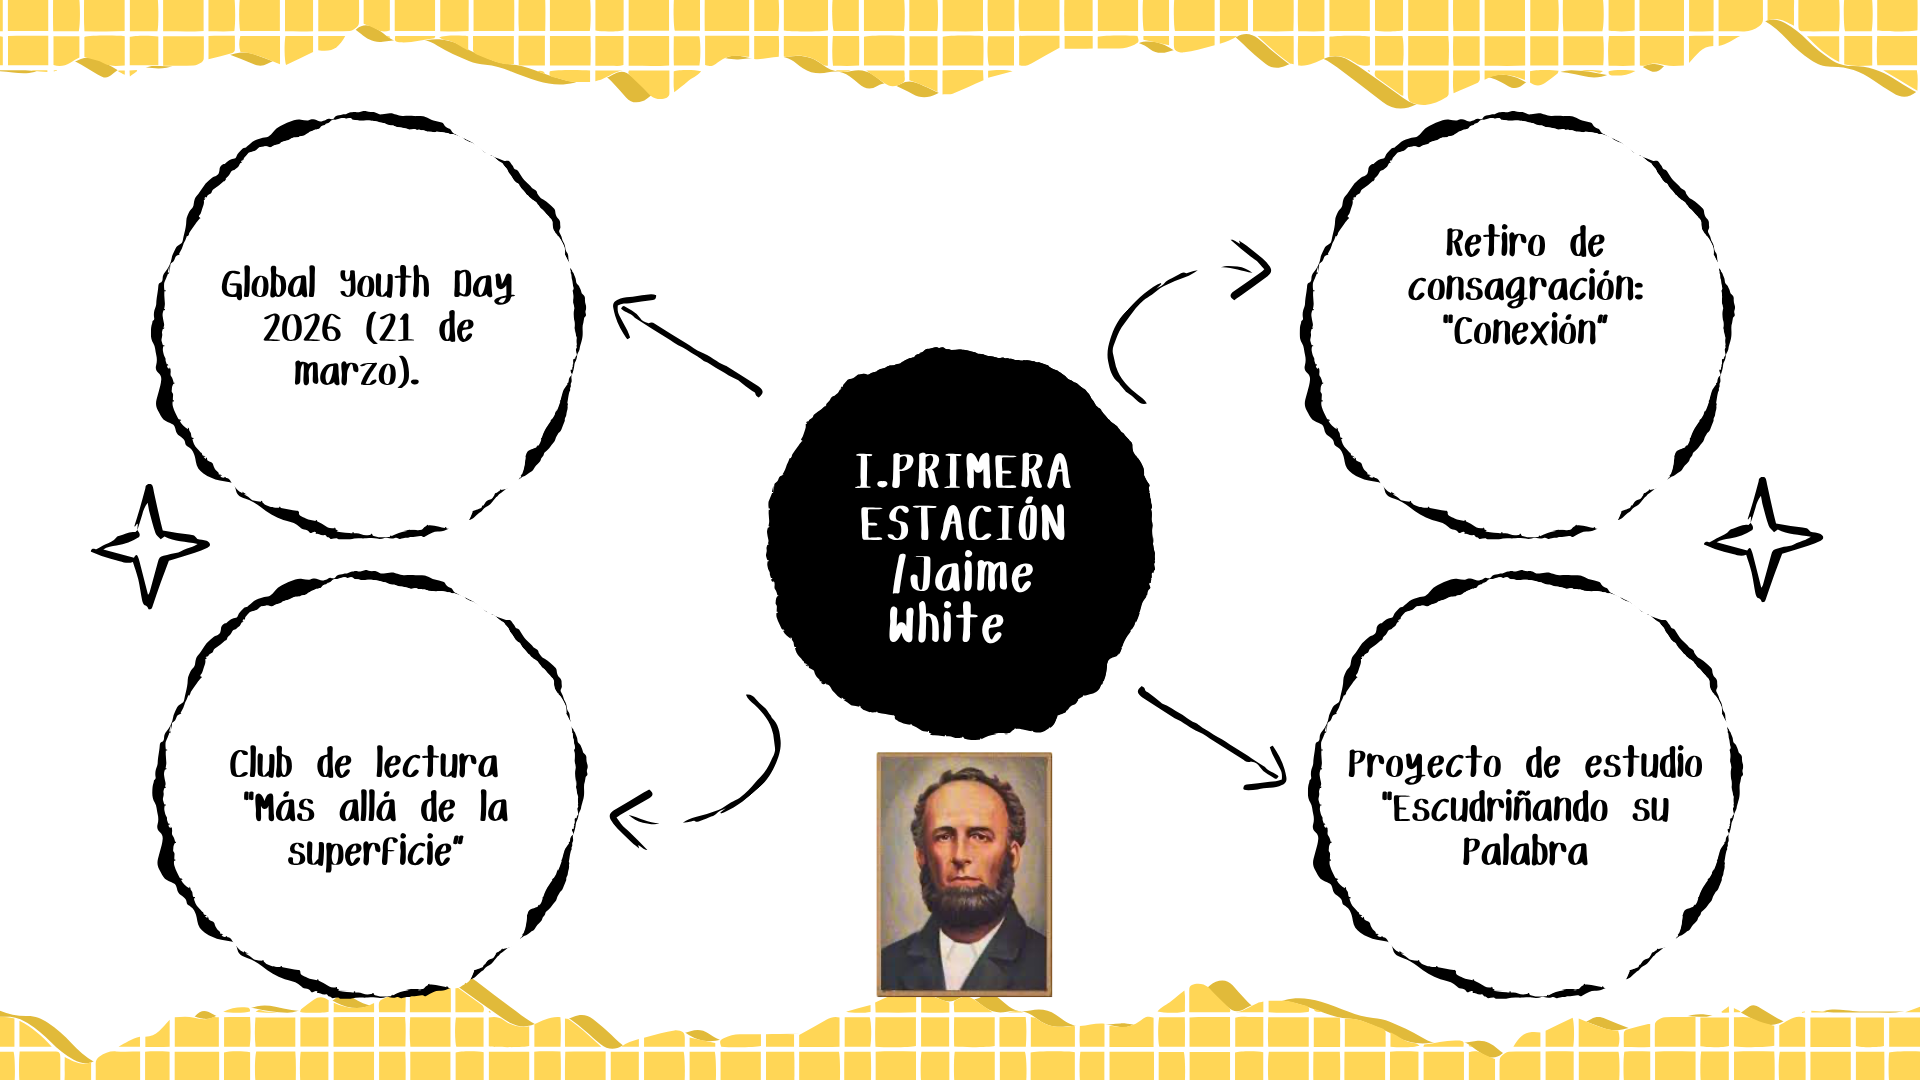 Global Youth Day
2026 (21 de
marzo).
Retiro de
consagración:
"Conexión"
I.PRIMERA
ESTACIÓN
/Jaime
White
Club de lectura
"Más allá de la
superficie"
Proyecto de estudio
"Escudriñando su
Palabra